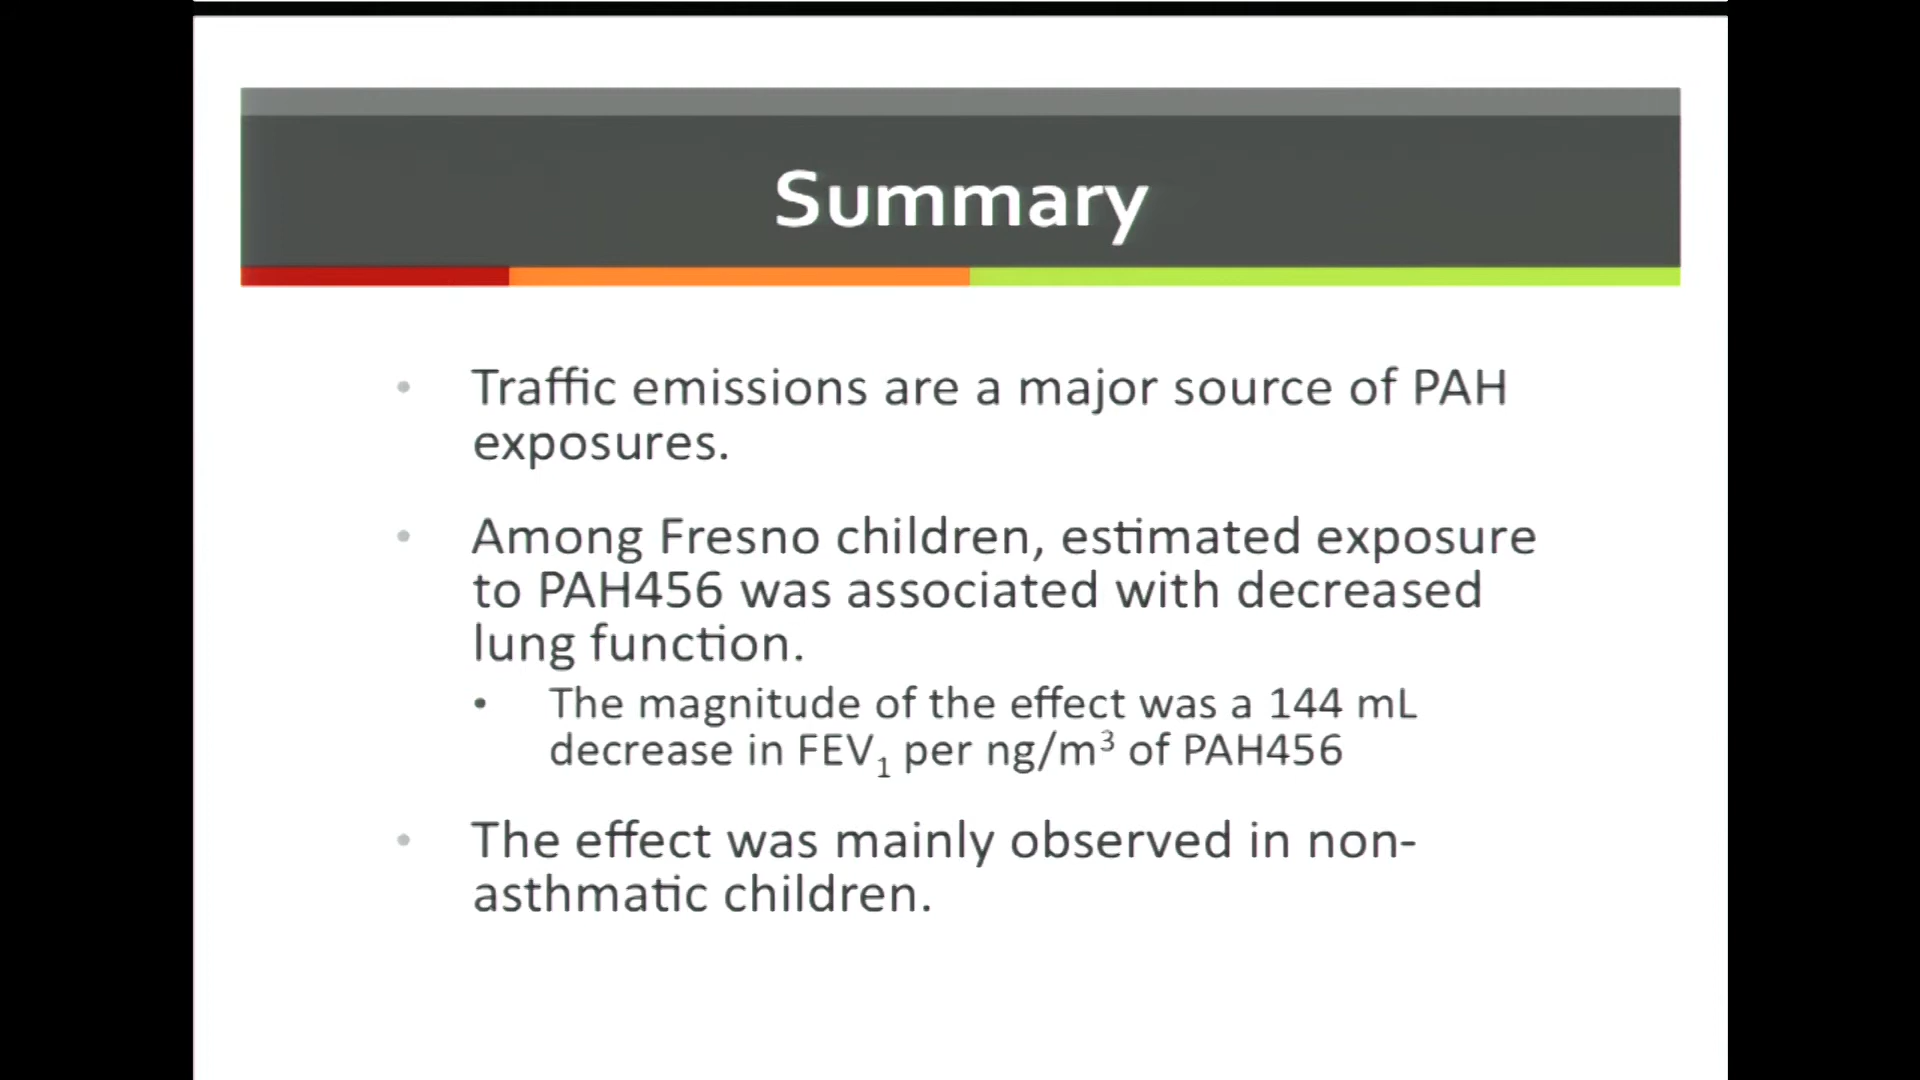 Summary
• Traffic emissions are a major source of PAH
exposures.
• Among Fresno children, estimated exposure
to PAH456 was associated with decreased
lung function.
• The magnitude of the effect was a 144 mL
decrease in FEV₁ per ng/m³ of PAH456
• The effect was mainly observed in non-
asthmatic children.